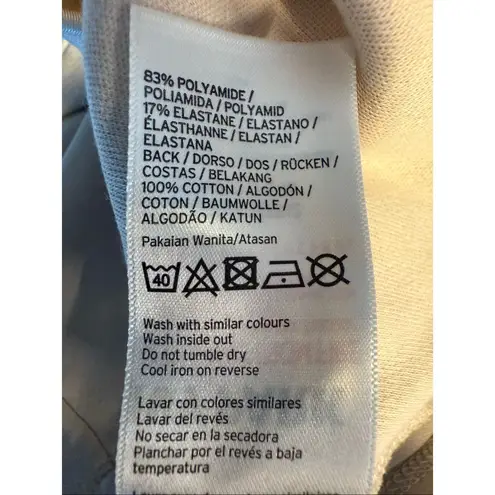 83% POLYAMIDE /
POLIAMIDA / POLYAMID
17% ELASTANE / ELASTANO /
ÉLASTHANNE / ELASTAN /
ELASTANA
BACK / DORSO / DOS / RÜCKEN /
COSTAS / BELAKANG
100% COTTON / ALGODÓN /
COTON / BAUMWOLLE /
ALGODÃO / KATUN
Pakaian Wanita/Atasan
40
Wash with similar colours
Wash inside out
Do not tumble dry
Cool iron on reverse
Lavar con colores similares
Lavar del revés
No secar en la secadora
Planchar por el revés a baja
temperatura